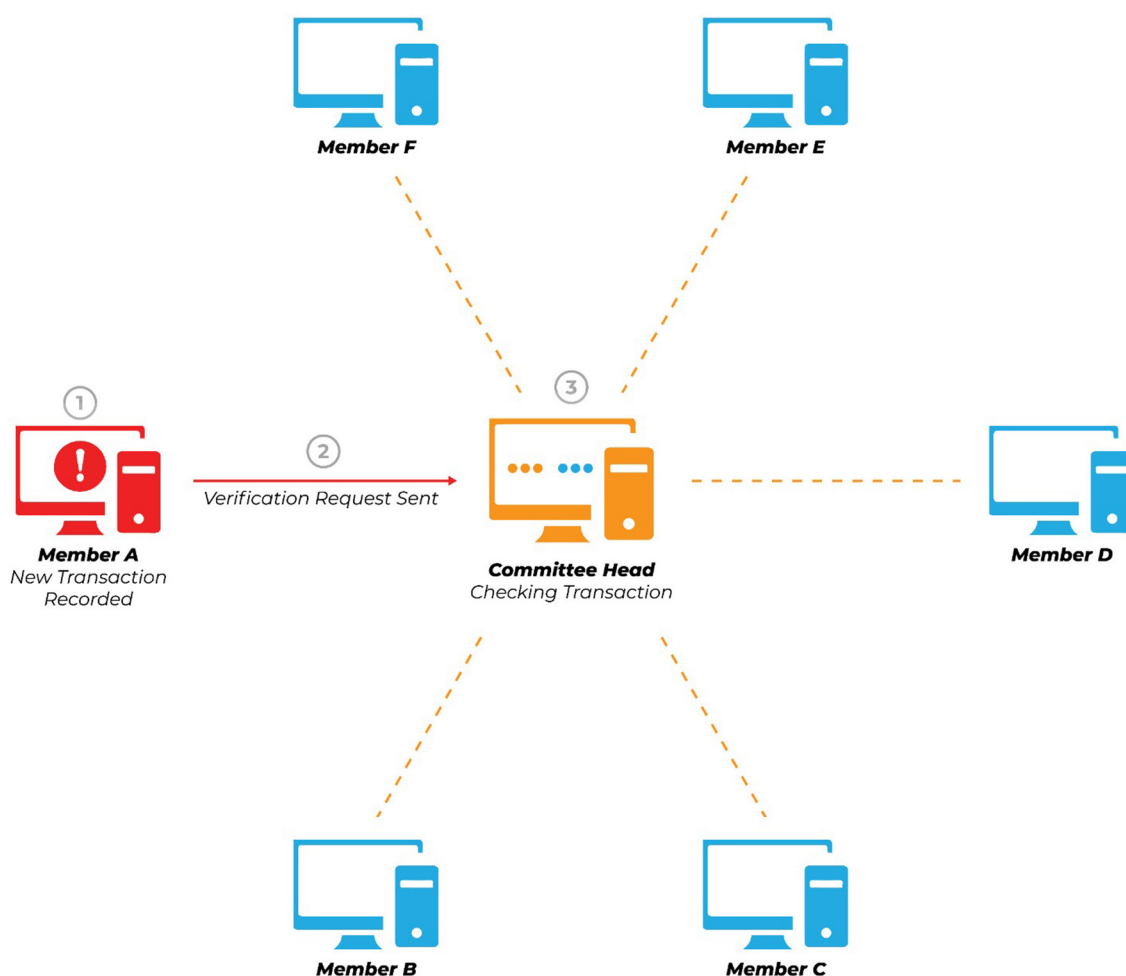 Member F
Member E
1
2
3
Verification Request Sent
Member A
New Transaction
Recorded
Committee Head
Checking Transaction
Member D
Member B
Member C